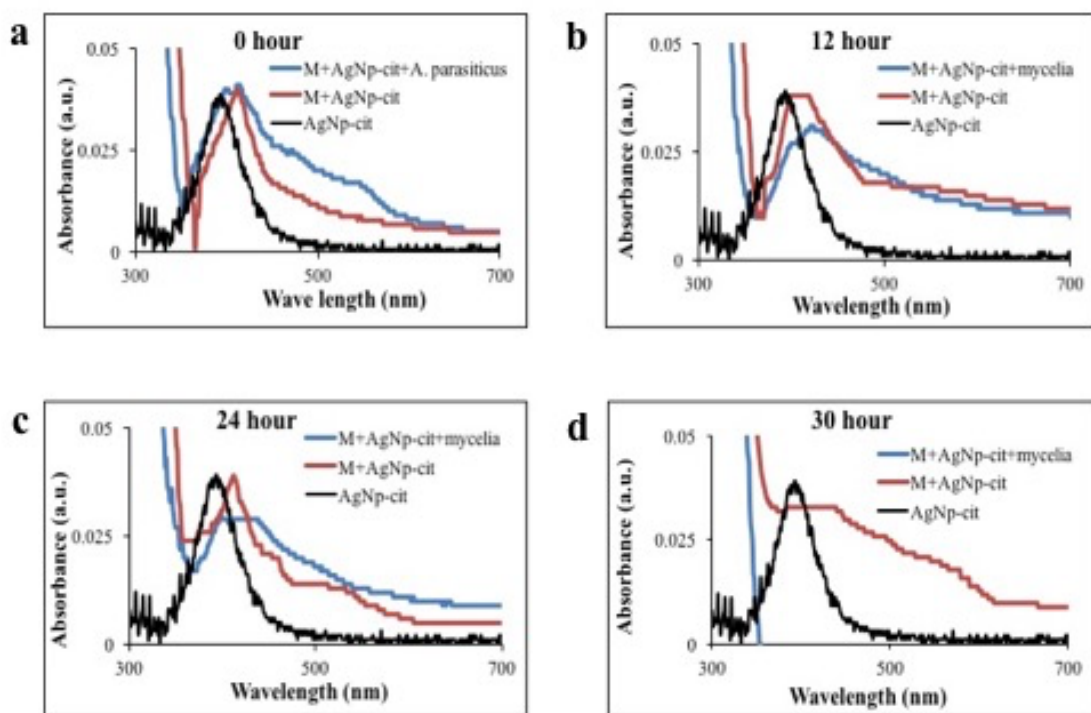 a
0 hour
0.05
M+AgNp-cit+A. parasiticus
M+AgNp-cit
AgNp-cit
Absorbance (a.u.)
0.025
0
300
500
700
Wave length (nm)
b
12 hour
0.05
M+AgNp-cit+mycelia
M+AgNp-cit
AgNp-cit
Absorbance (a.u.)
0.025
0
300
500
700
Wavelength (nm)
c
24 hour
0.05
M+AgNp-cit+mycelia
M+AgNp-cit
AgNp-cit
Absorbance (a.u.)
0.025
0
300
500
700
Wavelength (nm)
d
30 hour
0.05
M+AgNp-cit+mycelia
M+AgNp-cit
AgNp-cit
Absorbance (a.u.)
0.025
0
300
500
700
Wavelength (nm)